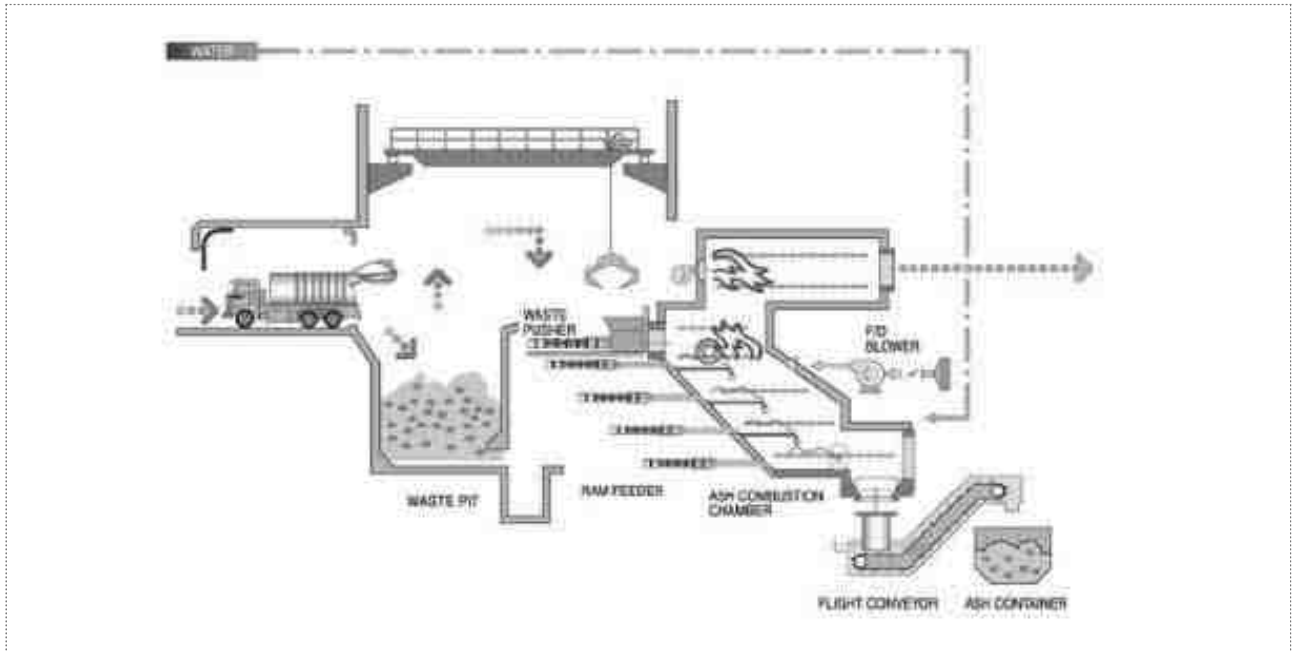 WATER
WASTE
PUSHER
F/D
BLOWER
WASTE PIT
RAM FEEDER
ASH COMBUSTION
CHAMBER
FLIGHT CONVEYOR
ASH CONTAINER